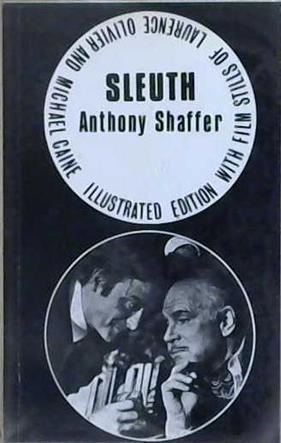 SLEUTH
Anthony Shaffer
ILLUSTRATED EDITION WITH FILM STILLS OF LAURENCE OLIVIER AND MICHAEL CAINE